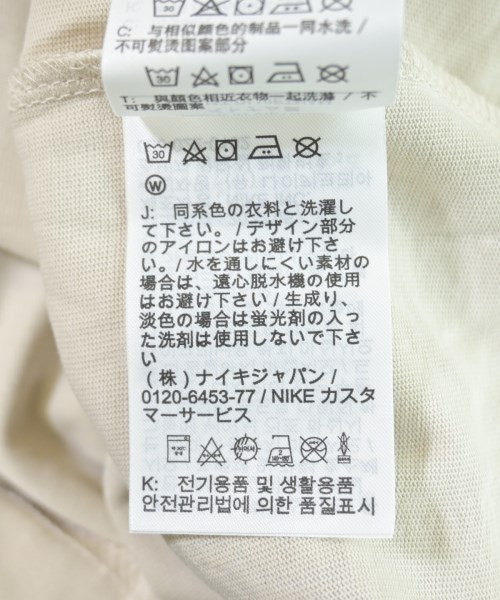 30
C: 与相似颜色的制品一同水洗 /
不可熨烫图案部分
30
T: 與顏色相近衣物一起洗滌 / 不
可熨燙圖案
30
W
J: 同系色の衣料と洗濯し
て下さい。/ デザイン部分
のアイロンはお避け下さ
い。/ 水を通しにくい素材の
場合は、遠心脱水機の使用
はお避け下さい / 生成り、
淡色の場合は蛍光剤の入っ
た洗剤は使用しないで下さ
い
(株) ナイキジャパン /
0120-6453-77 / NIKE カスタ
マーサービス
K: 전기용품 및 생활용품
안전관리법에 의한 품질표시